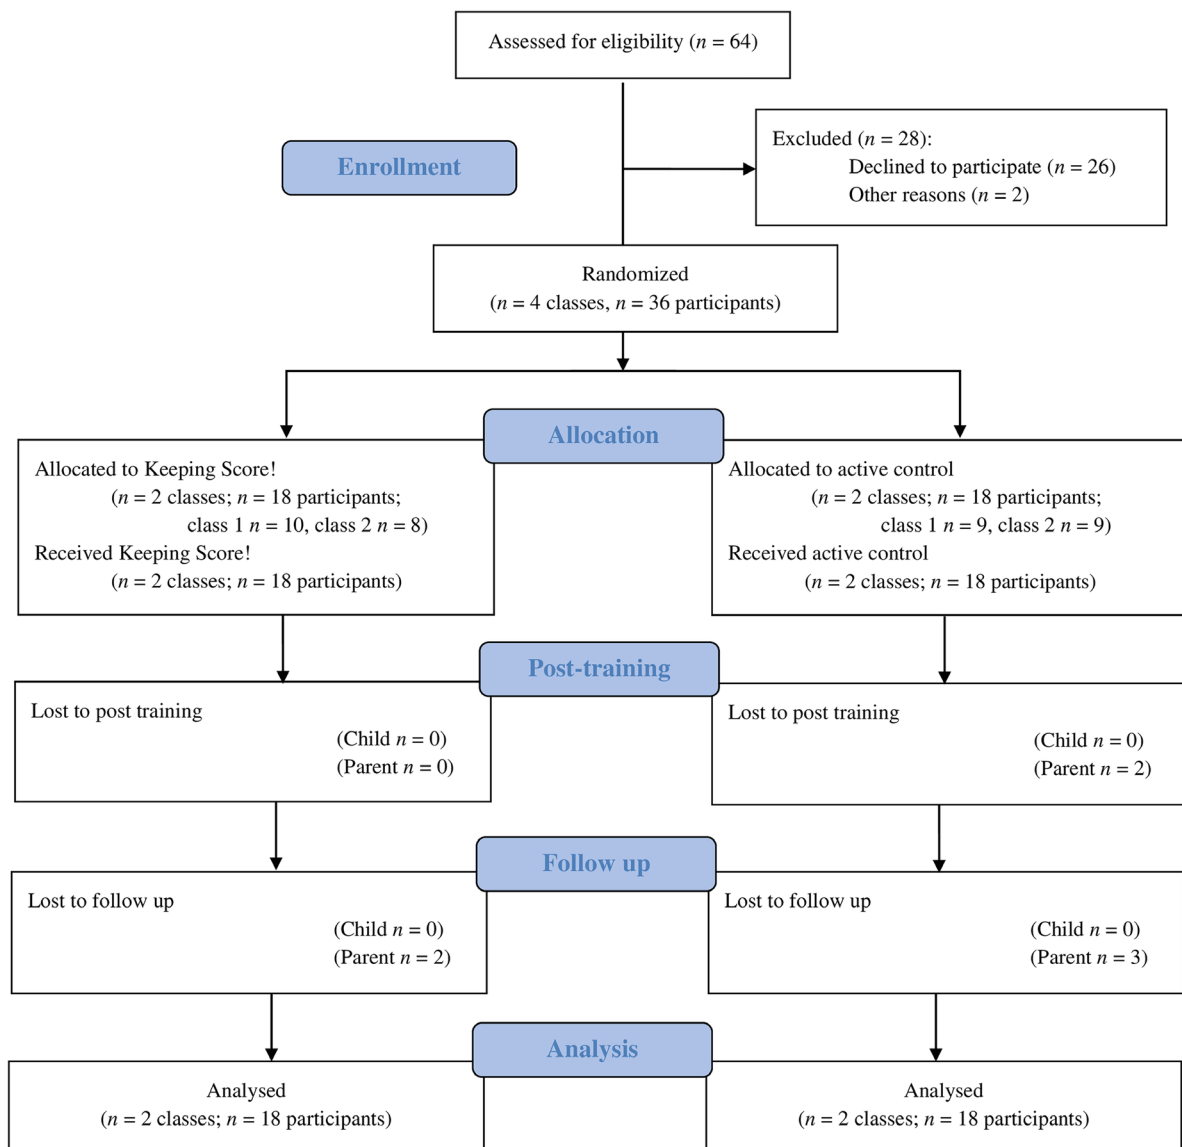 Assessed for eligibility (n = 64)
Enrollment
Excluded (n = 28):
Declined to participate (n = 26)
Other reasons (n = 2)
Randomized
(n = 4 classes, n = 36 participants)
Allocation
Allocated to Keeping Score!
(n = 2 classes; n = 18 participants;
class 1 n = 10, class 2 n = 8)
Received Keeping Score!
(n = 2 classes; n = 18 participants)
Allocated to active control
(n = 2 classes; n = 18 participants;
class 1 n = 9, class 2 n = 9)
Received active control
(n = 2 classes; n = 18 participants)
Post-training
Lost to post training
(Child n = 0)
(Parent n = 0)
Lost to post training
(Child n = 0)
(Parent n = 2)
Follow up
Lost to follow up
(Child n = 0)
(Parent n = 2)
Lost to follow up
(Child n = 0)
(Parent n = 3)
Analysis
Analysed
(n = 2 classes; n = 18 participants)
Analysed
(n = 2 classes; n = 18 participants)